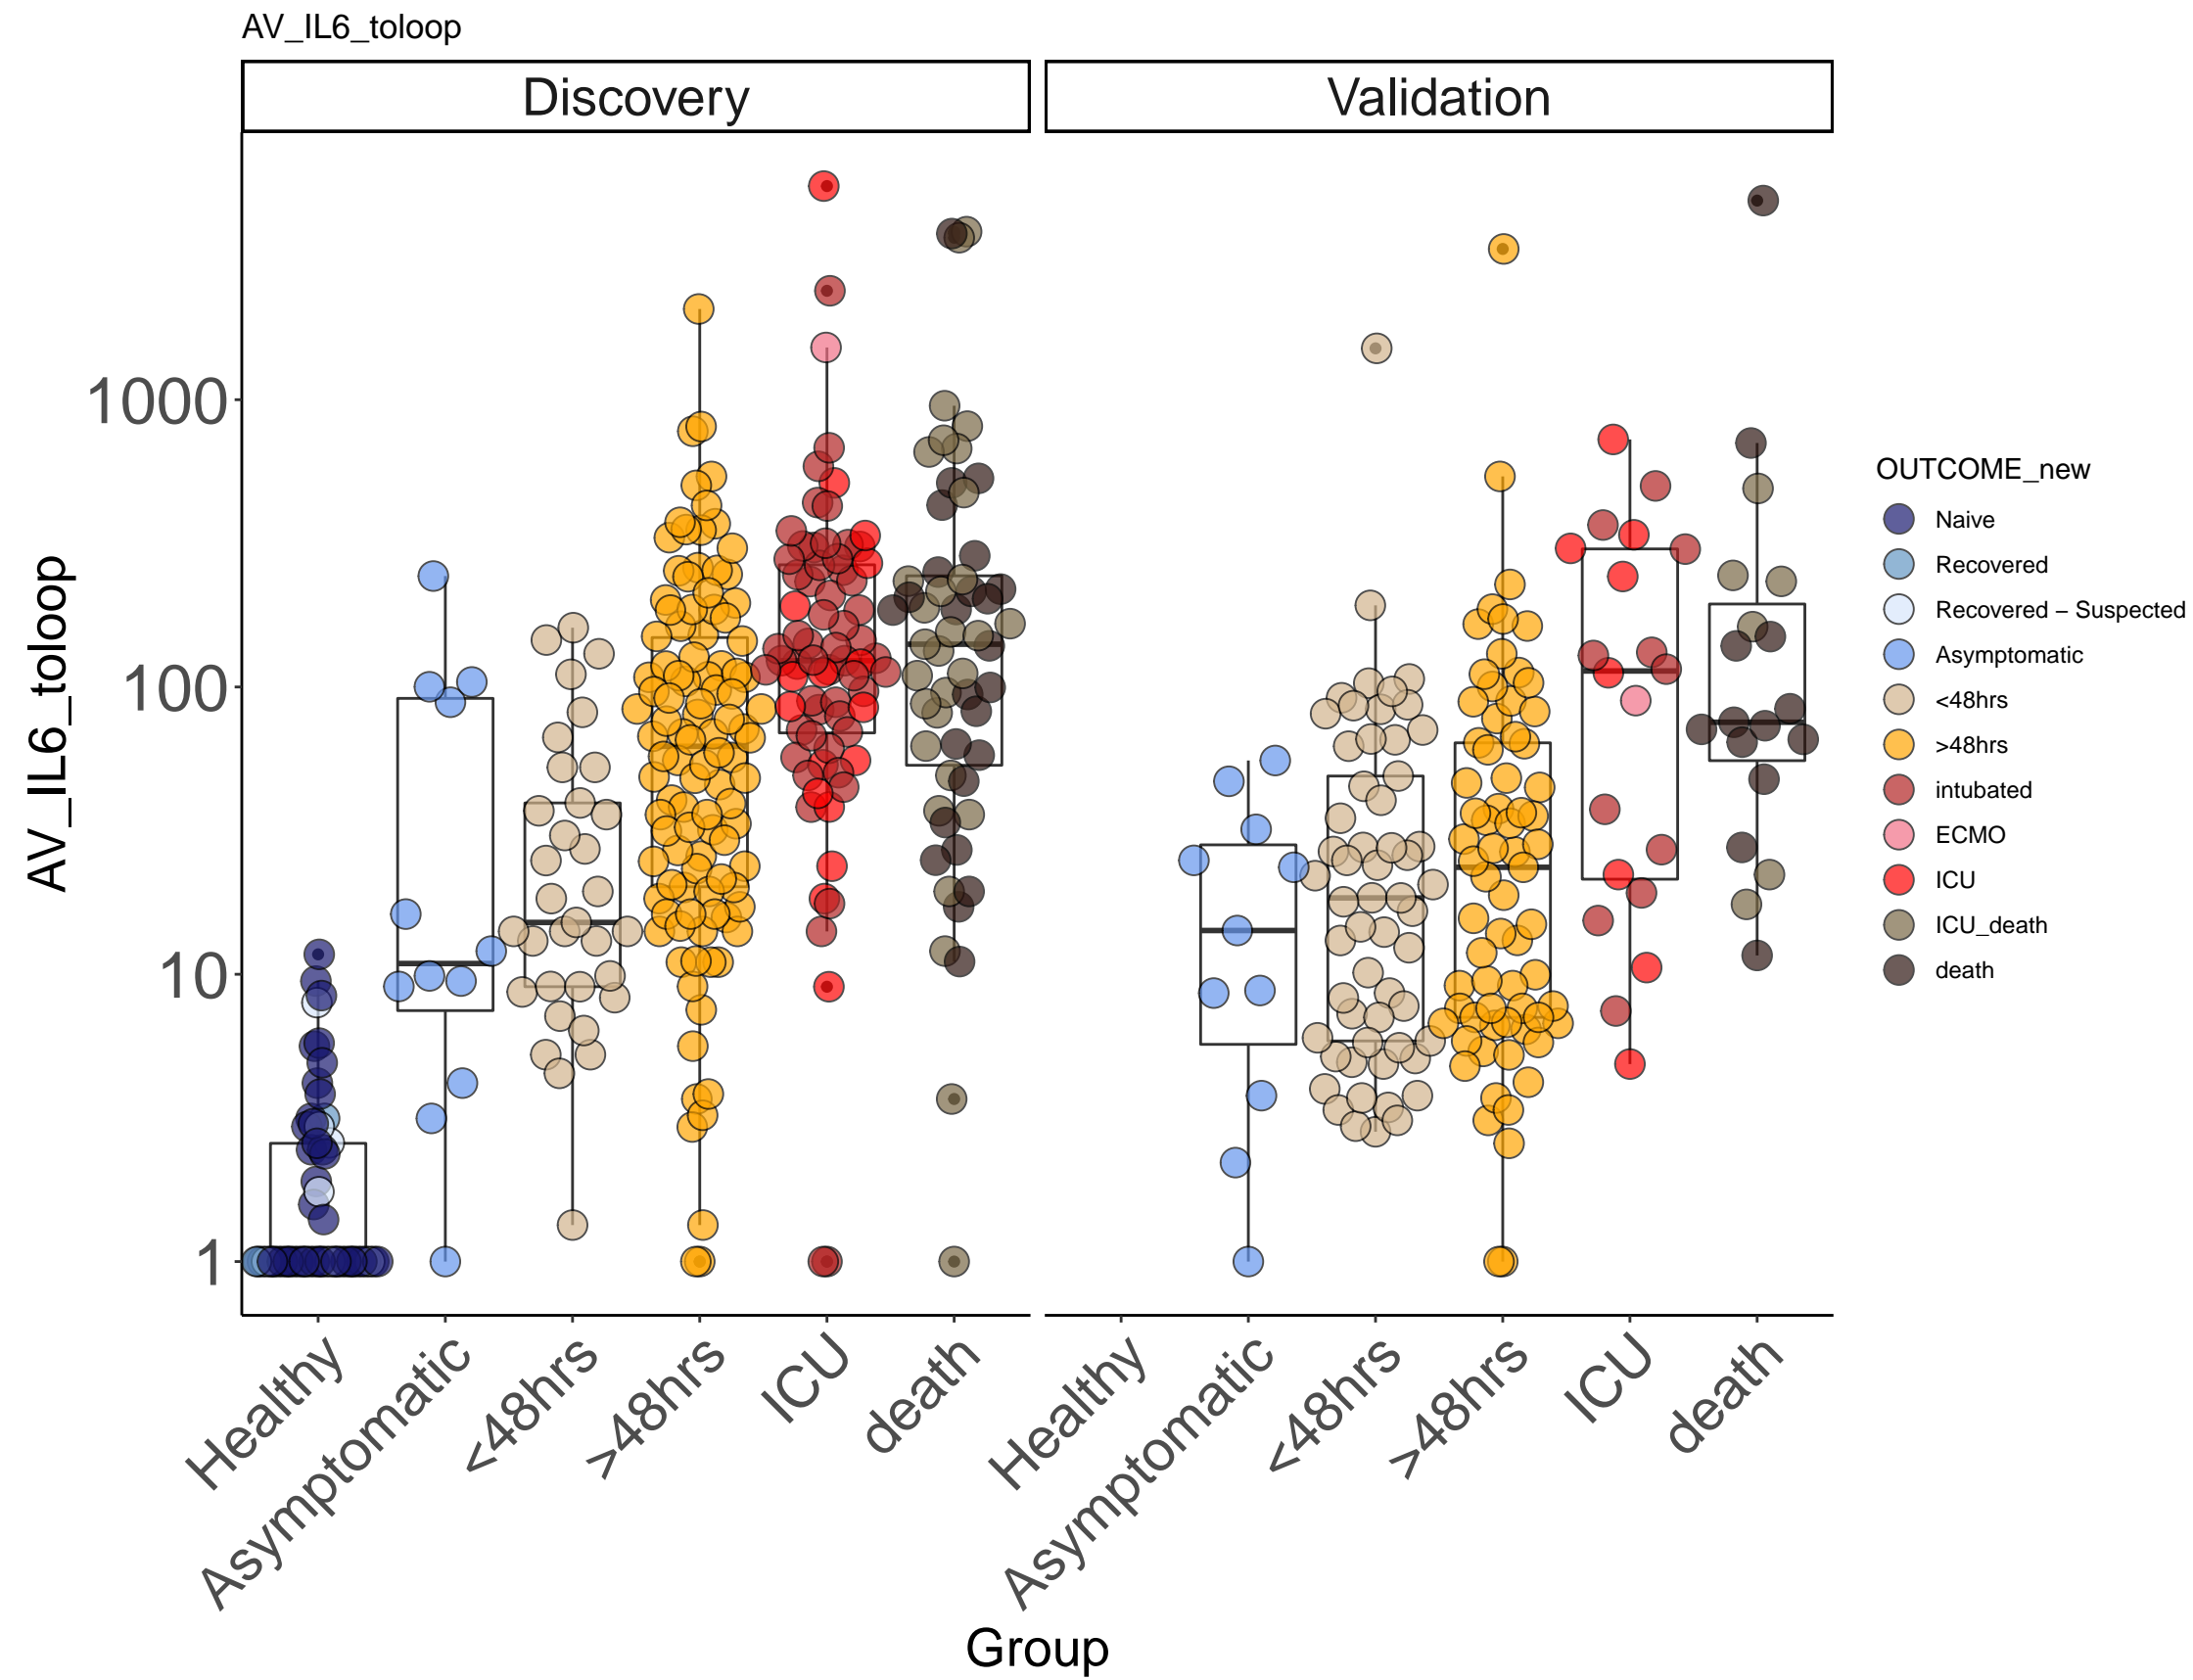 AV_IL6_toloop
Discovery
Validation
AV_IL6_toloop
1000
100
10
1
Healthy
Asymptomatic
<48hrs
>48hrs
ICU
death
Healthy
Asymptomatic
<48hrs
>48hrs
ICU
death
Group
OUTCOME_new
Naive
Recovered
Recovered − Suspected
Asymptomatic
<48hrs
>48hrs
intubated
ECMO
ICU
ICU_death
death